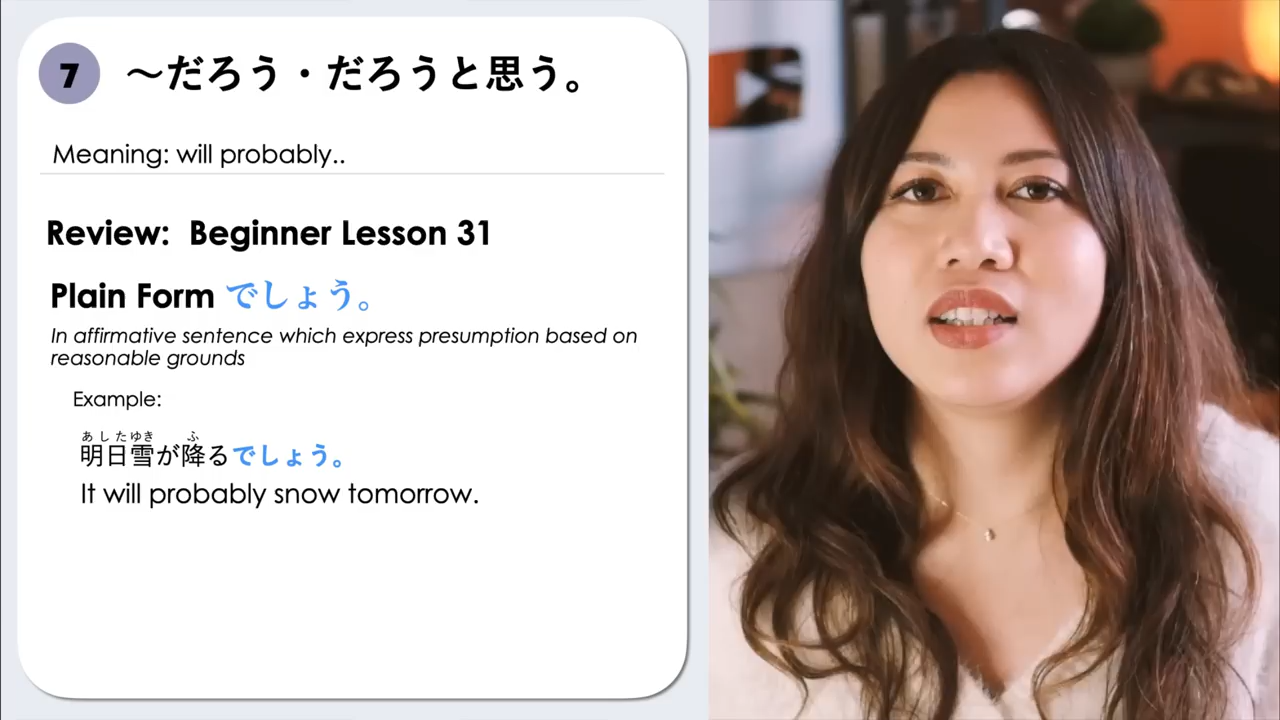 7 ～だろう・だろうと思う。
Meaning: will probably..
Review: Beginner Lesson 31
Plain Form でしょう。
In affirmative sentence which express presumption based on
reasonable grounds
Example:
あしたゆき ふ
明日雪が降るでしょう。
It will probably snow tomorrow.